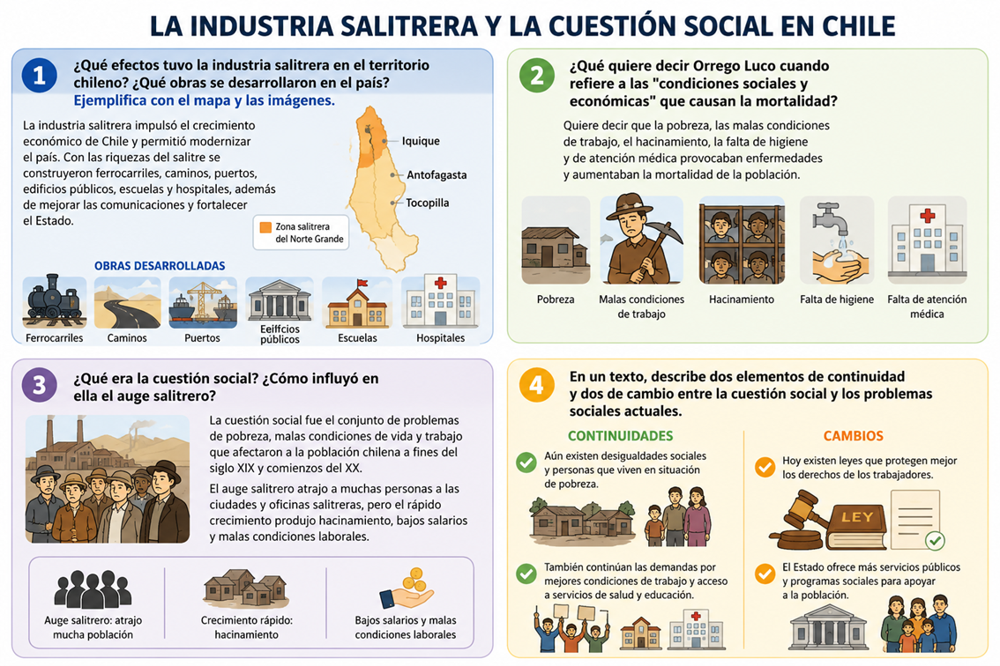 LA INDUSTRIA SALITRERA Y LA CUESTIÓN SOCIAL EN CHILE
1
¿Qué efectos tuvo la industria salitrera en el territorio
chileno? ¿Qué obras se desarrollaron en el país?
Ejemplifica con el mapa y las imágenes.
La industria salitrera impulsó el crecimiento
económico de Chile y permitió modernizar
el país. Con las riquezas del salitre se
construyeron ferrocarriles, caminos, puertos,
edificios públicos, escuelas y hospitales, además
de mejorar las comunicaciones y fortalecer
el Estado.
Iquique
Antofagasta
Tocopilla
Zona salitrera
del Norte Grande
OBRAS DESARROLLADAS
Ferrocarriles
Caminos
Puertos
Eeiffcios
públicos
Escuelas
Hospitales
2
¿Qué quiere decir Orrego Luco cuando
refiere a las "condiciones sociales y
económicas" que causan la mortalidad?
Quiere decir que la pobreza, las malas condiciones
de trabajo, el hacinamiento, la falta de higiene
y de atención médica provocaban enfermedades
y aumentaban la mortalidad de la población.
Pobreza
Malas condiciones
de trabajo
Hacinamiento
Falta de higiene
Falta de atención
médica
3
¿Qué era la cuestión social? ¿Cómo influyó en
ella el auge salitrero?
La cuestión social fue el conjunto de problemas
de pobreza, malas condiciones de vida y trabajo
que afectaron a la población chilena a fines del
siglo XIX y comienzos del XX.
El auge salitrero atrajo a muchas personas a las
ciudades y oficinas salitreras, pero el rápido
crecimiento produjo hacinamiento, bajos salarios
y malas condiciones laborales.
Auge salitrero: atrajo
mucha población
Crecimiento rápido:
hacinamiento
Bajos salarios y malas
condiciones laborales
4
En un texto, describe dos elementos de continuidad
y dos de cambio entre la cuestión social y los problemas
sociales actuales.
CONTINUIDADES
Aún existen desigualdades sociales
y personas que viven en situación
de pobreza.
También continúan las demandas por
mejores condiciones de trabajo y acceso
a servicios de salud y educación.
CAMBIOS
Hoy existen leyes que protegen mejor
los derechos de los trabajadores.
LEY
El Estado ofrece más servicios públicos
y programas sociales para apoyar
a la población.